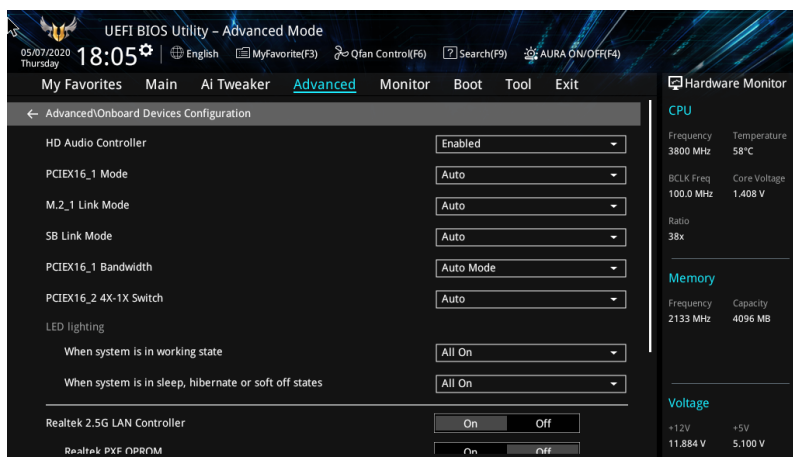 UEFI BIOS Utility – Advanced Mode
05/07/2020
Thursday
18:05
English
MyFavorite(F3)
Qfan Control(F6)
? Search(F9)
AURA ON/OFF(F4)
My Favorites Main Ai Tweaker Advanced Monitor Boot Tool Exit
Hardware Monitor
← Advanced\Onboard Devices Configuration
HD Audio Controller Enabled
PCIEX16_1 Mode Auto
M.2_1 Link Mode Auto
SB Link Mode Auto
PCIEX16_1 Bandwidth Auto Mode
PCIEX16_2 4X-1X Switch Auto
LED lighting
When system is in working state All On
When system is in sleep, hibernate or soft off states All On
Realtek 2.5G LAN Controller On Off
Realtek PXE OPROM On Off
CPU
Frequency Temperature
3800 MHz 58°C
BCLK Freq Core Voltage
100.0 MHz 1.408 V
Ratio
38x
Memory
Frequency Capacity
2133 MHz 4096 MB
Voltage
+12V +5V
11.884 V 5.100 V